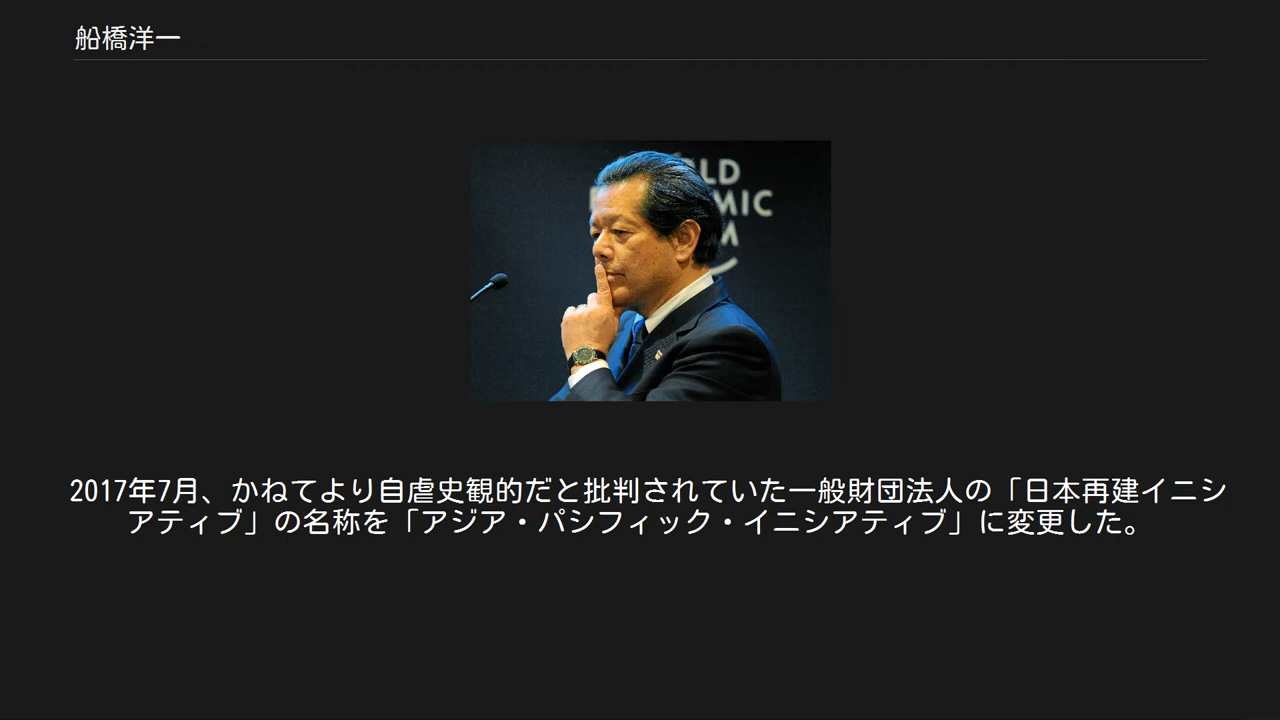 船橋洋一
LD
MIC
M
2017年7月、かねてより自虐史観的だと批判されていた一般財団法人の「日本再建イニシ
アティブ」の名称を「アジア・パシフィック・イニシアティブ」に変更した。